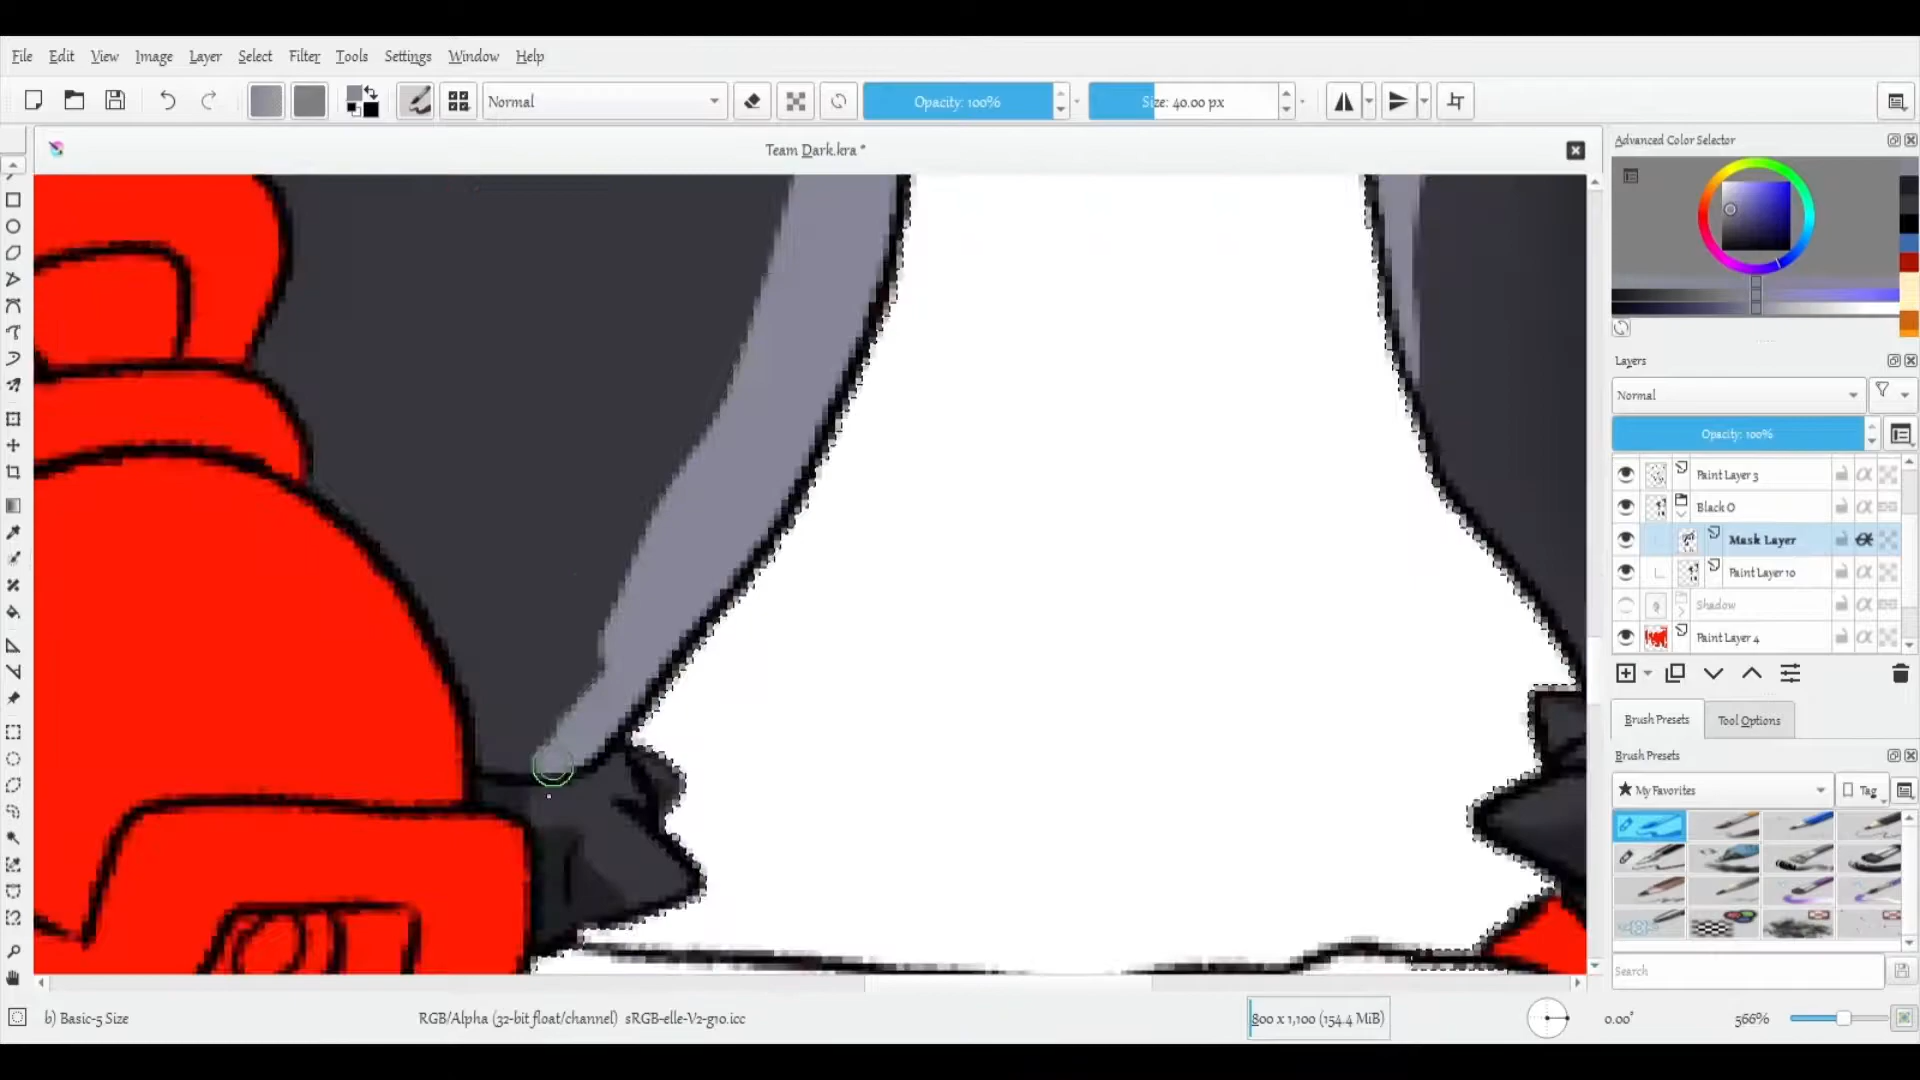 File Edit View Image Layer Select Filter Tools Settings Window Help
Normal
Opacity: 100%
Size: 40.00 px
Team Dark.kra *
Advanced Color Selector
Layers
Normal
Opacity: 100%
Paint Layer 3
Black O
Mask Layer
Paint Layer 10
Shadow
Paint Layer 4
Brush Presets Tool Options
Brush Presets
My Favorites
Tag
Search
b) Basic-5 Size
RGB/Alpha (32-bit float/channel) sRGB-elle-V2-g10.icc
800 x 1,100 (154.4 MiB)
0.00°
566%